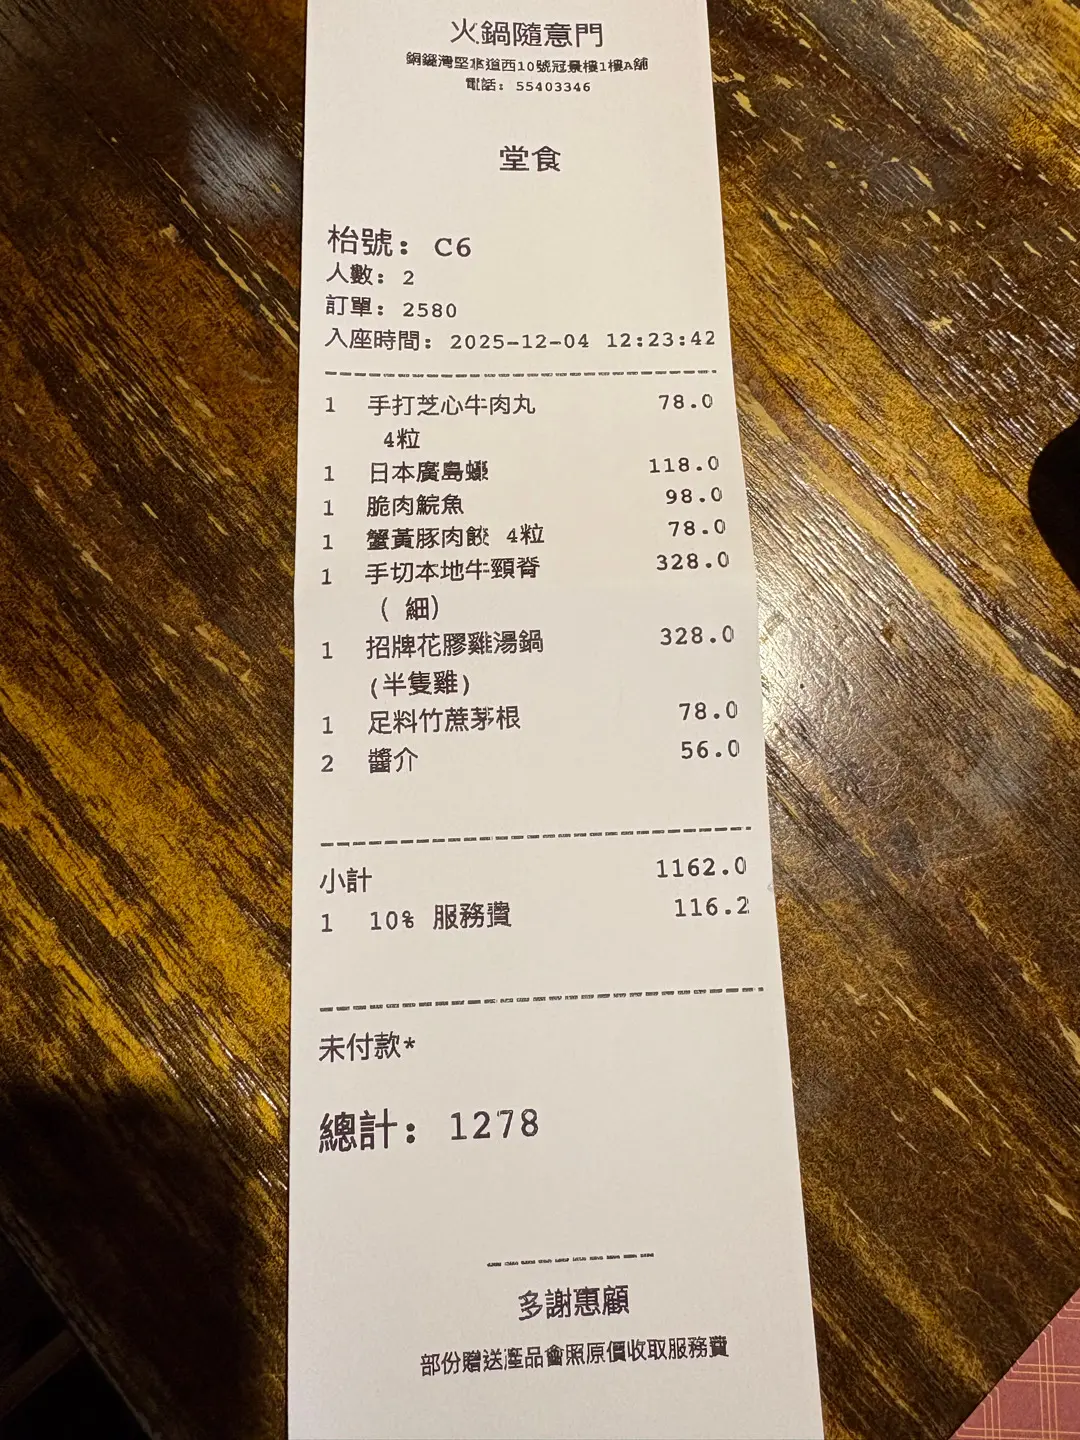 火鍋隨意門
銅鑼灣堅拿道西10號冠景樓1樓A舖
電話: 55403346
堂食
枱號: C6
人數: 2
訂單: 2580
入座時間: 2025-12-04 12:23:42
1 手打芝心牛肉丸 78.0
4粒
1 日本廣島蠔 118.0
1 脆肉鯇魚 98.0
1 蟹黃豚肉餃 4粒 78.0
1 手切本地牛頸脊 328.0
( 細)
1 招牌花膠雞湯鍋 328.0
(半隻雞)
1 足料竹蔗茅根 78.0
2 醬介 56.0
小計 1162.0
1 10% 服務費 116.2
未付款*
總計: 1278
多謝惠顧
部份贈送產品會照原價收取服務費